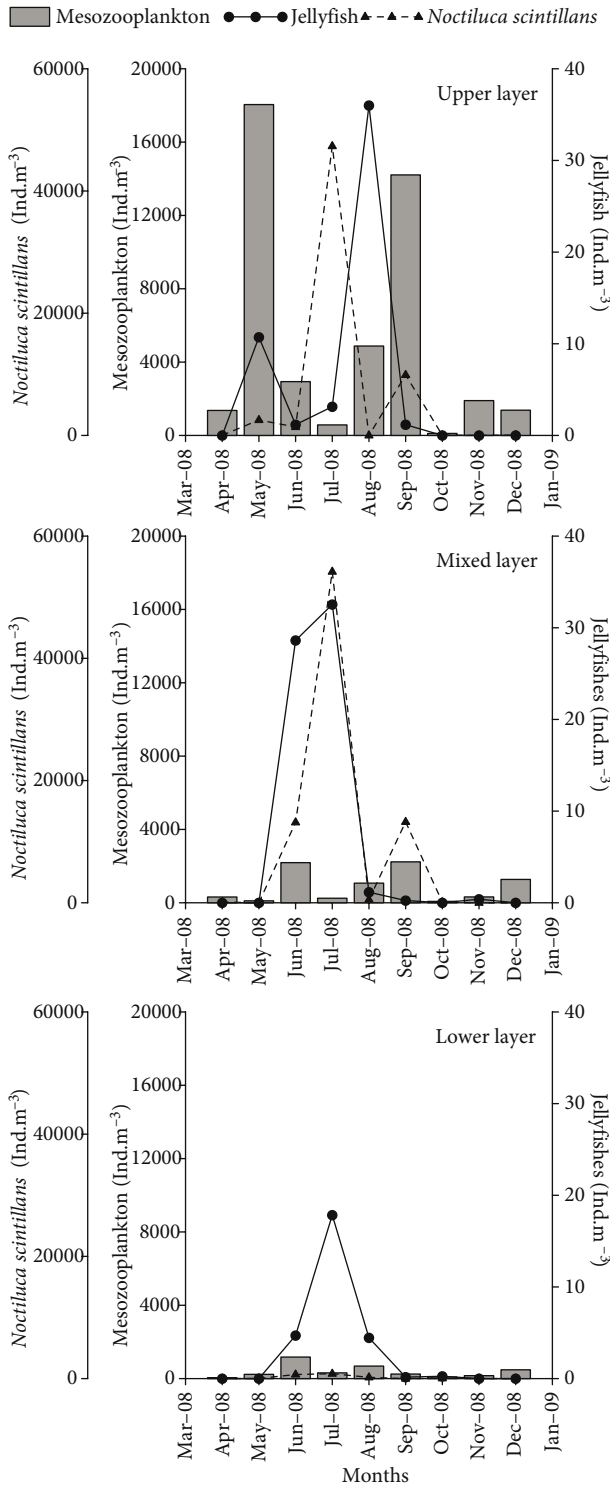 Mesozooplankton Jellyfish Noctiluca scintillans
Upper layer
Noctiluca scintillans (Ind.m−3)
60000
40000
20000
0
Mesozooplankton (Ind.m−3)
20000
16000
12000
8000
4000
0
Jellyfish (Ind.m−3)
40
30
20
10
0
Mar−08
Apr−08
May−08
Jun−08
Jul−08
Aug−08
Sep−08
Oct−08
Nov−08
Dec−08
Jan−09
Mixed layer
Noctiluca scintillans (Ind.m−3)
60000
40000
20000
0
Mesozooplankton (Ind.m−3)
20000
16000
12000
8000
4000
0
Jellyfishes (Ind.m−3)
40
30
20
10
0
Mar−08
Apr−08
May−08
Jun−08
Jul−08
Aug−08
Sep−08
Oct−08
Nov−08
Dec−08
Jan−09
Lower layer
Noctiluca scintillans (Ind.m−3)
60000
40000
20000
0
Mesozooplankton (Ind.m−3)
20000
16000
12000
8000
4000
0
Jellyfishes (Ind.m−3)
40
30
20
10
0
Mar−08
Apr−08
May−08
Jun−08
Jul−08
Aug−08
Sep−08
Oct−08
Nov−08
Dec−08
Jan−09
Months